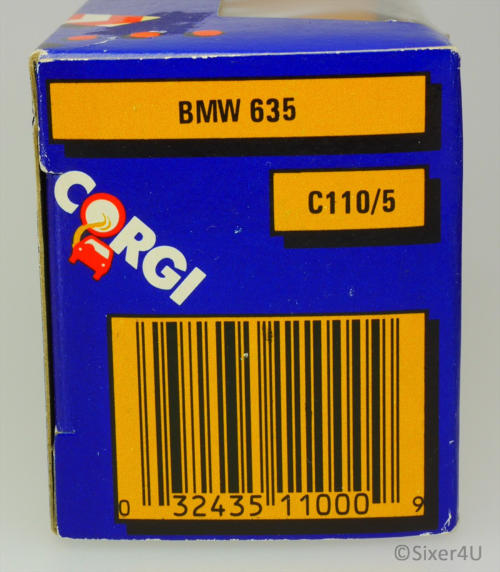 BMW 635
C110/5
CORGI
0 32435 11000 9
©Sixer4U